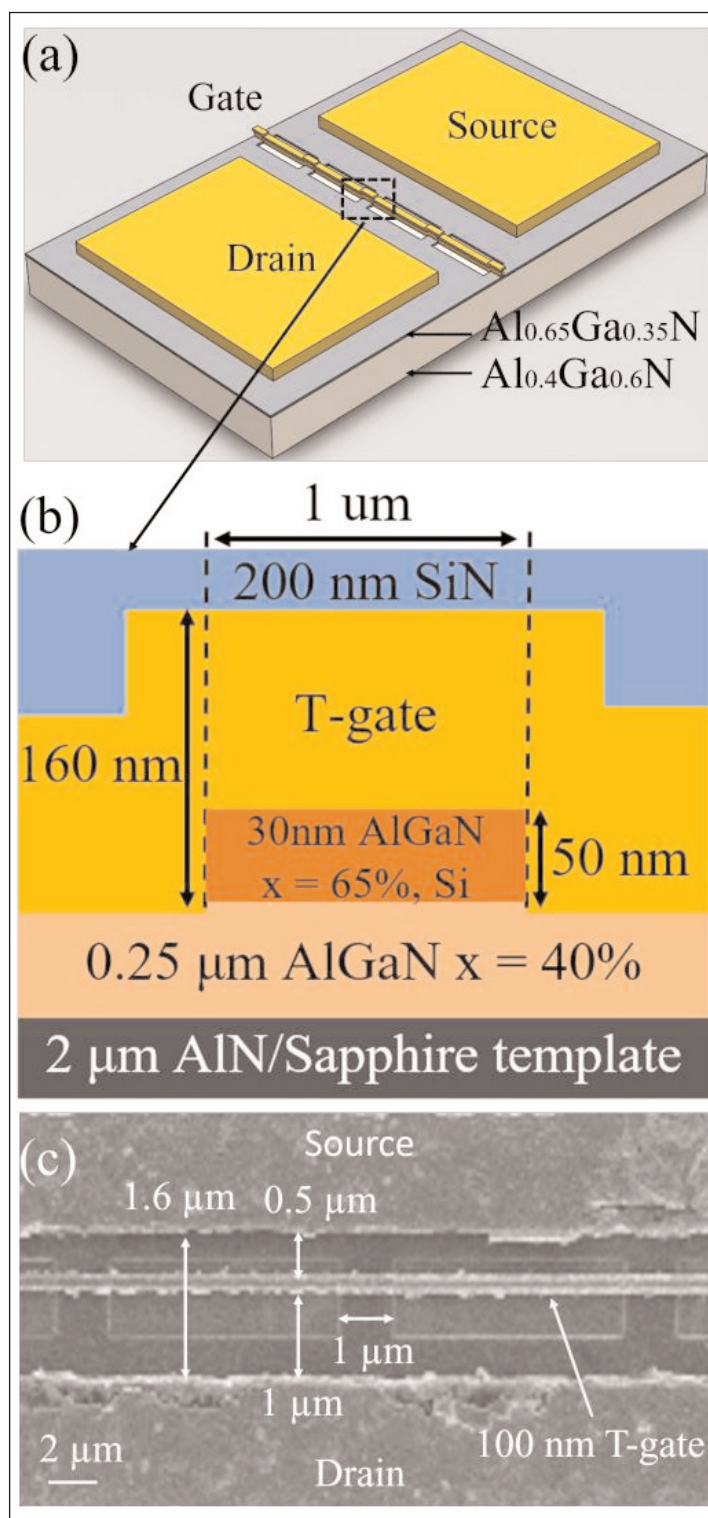 (a)
Gate
Source
Drain
Al0.65Ga0.35N
Al0.4Ga0.6N
(b)
1 um
200 nm SiN
T-gate
160 nm
30nm AlGaN
x = 65%, Si
50 nm
0.25 μm AlGaN x = 40%
2 μm AlN/Sapphire template
(c)
Source
1.6 μm
0.5 μm
1 μm
1 μm
100 nm T-gate
2 μm
Drain